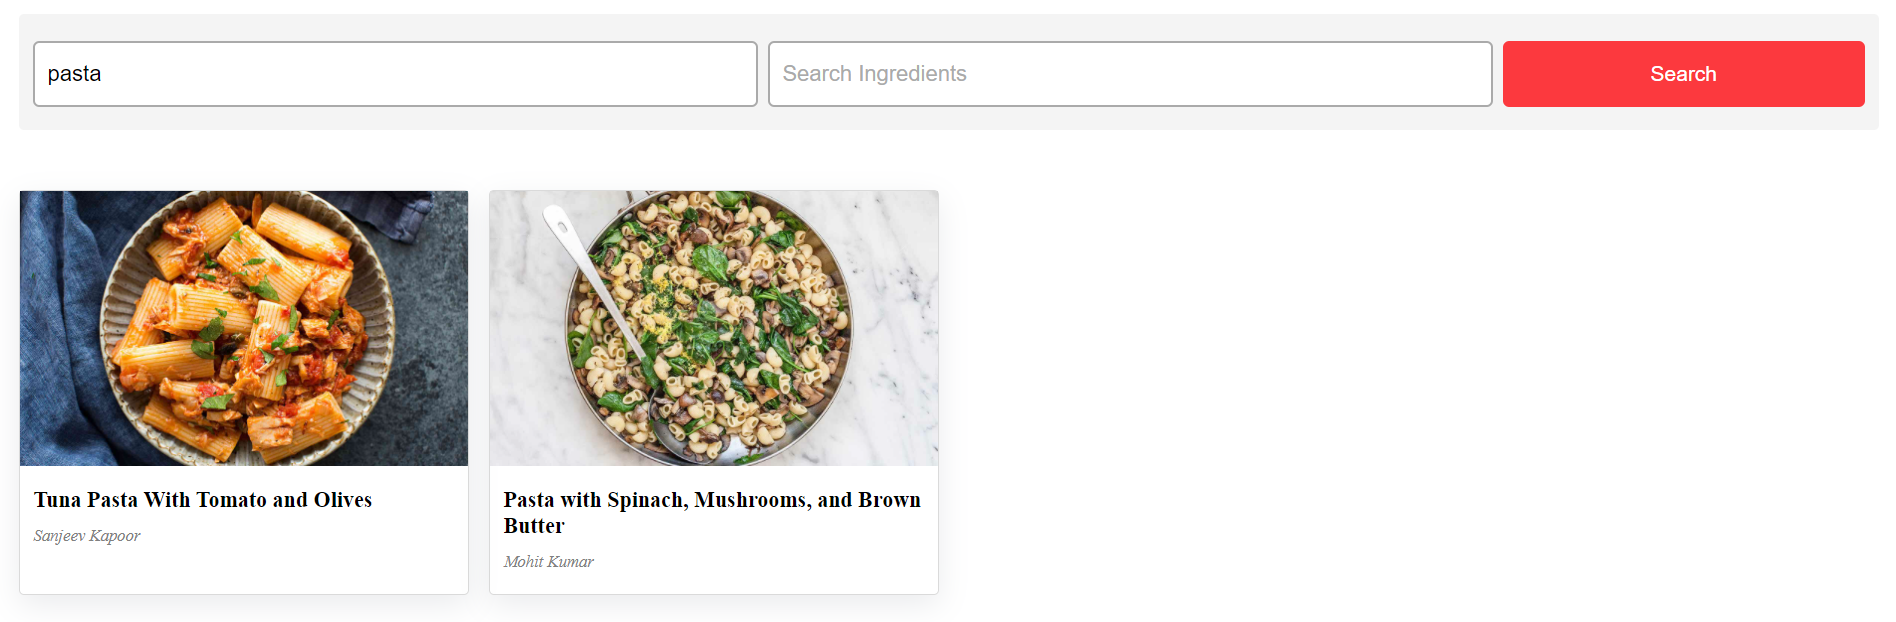 pasta
Search Ingredients
Search
Tuna Pasta With Tomato and Olives
Sanjeev Kapoor
Pasta with Spinach, Mushrooms, and Brown
Butter
Mohit Kumar